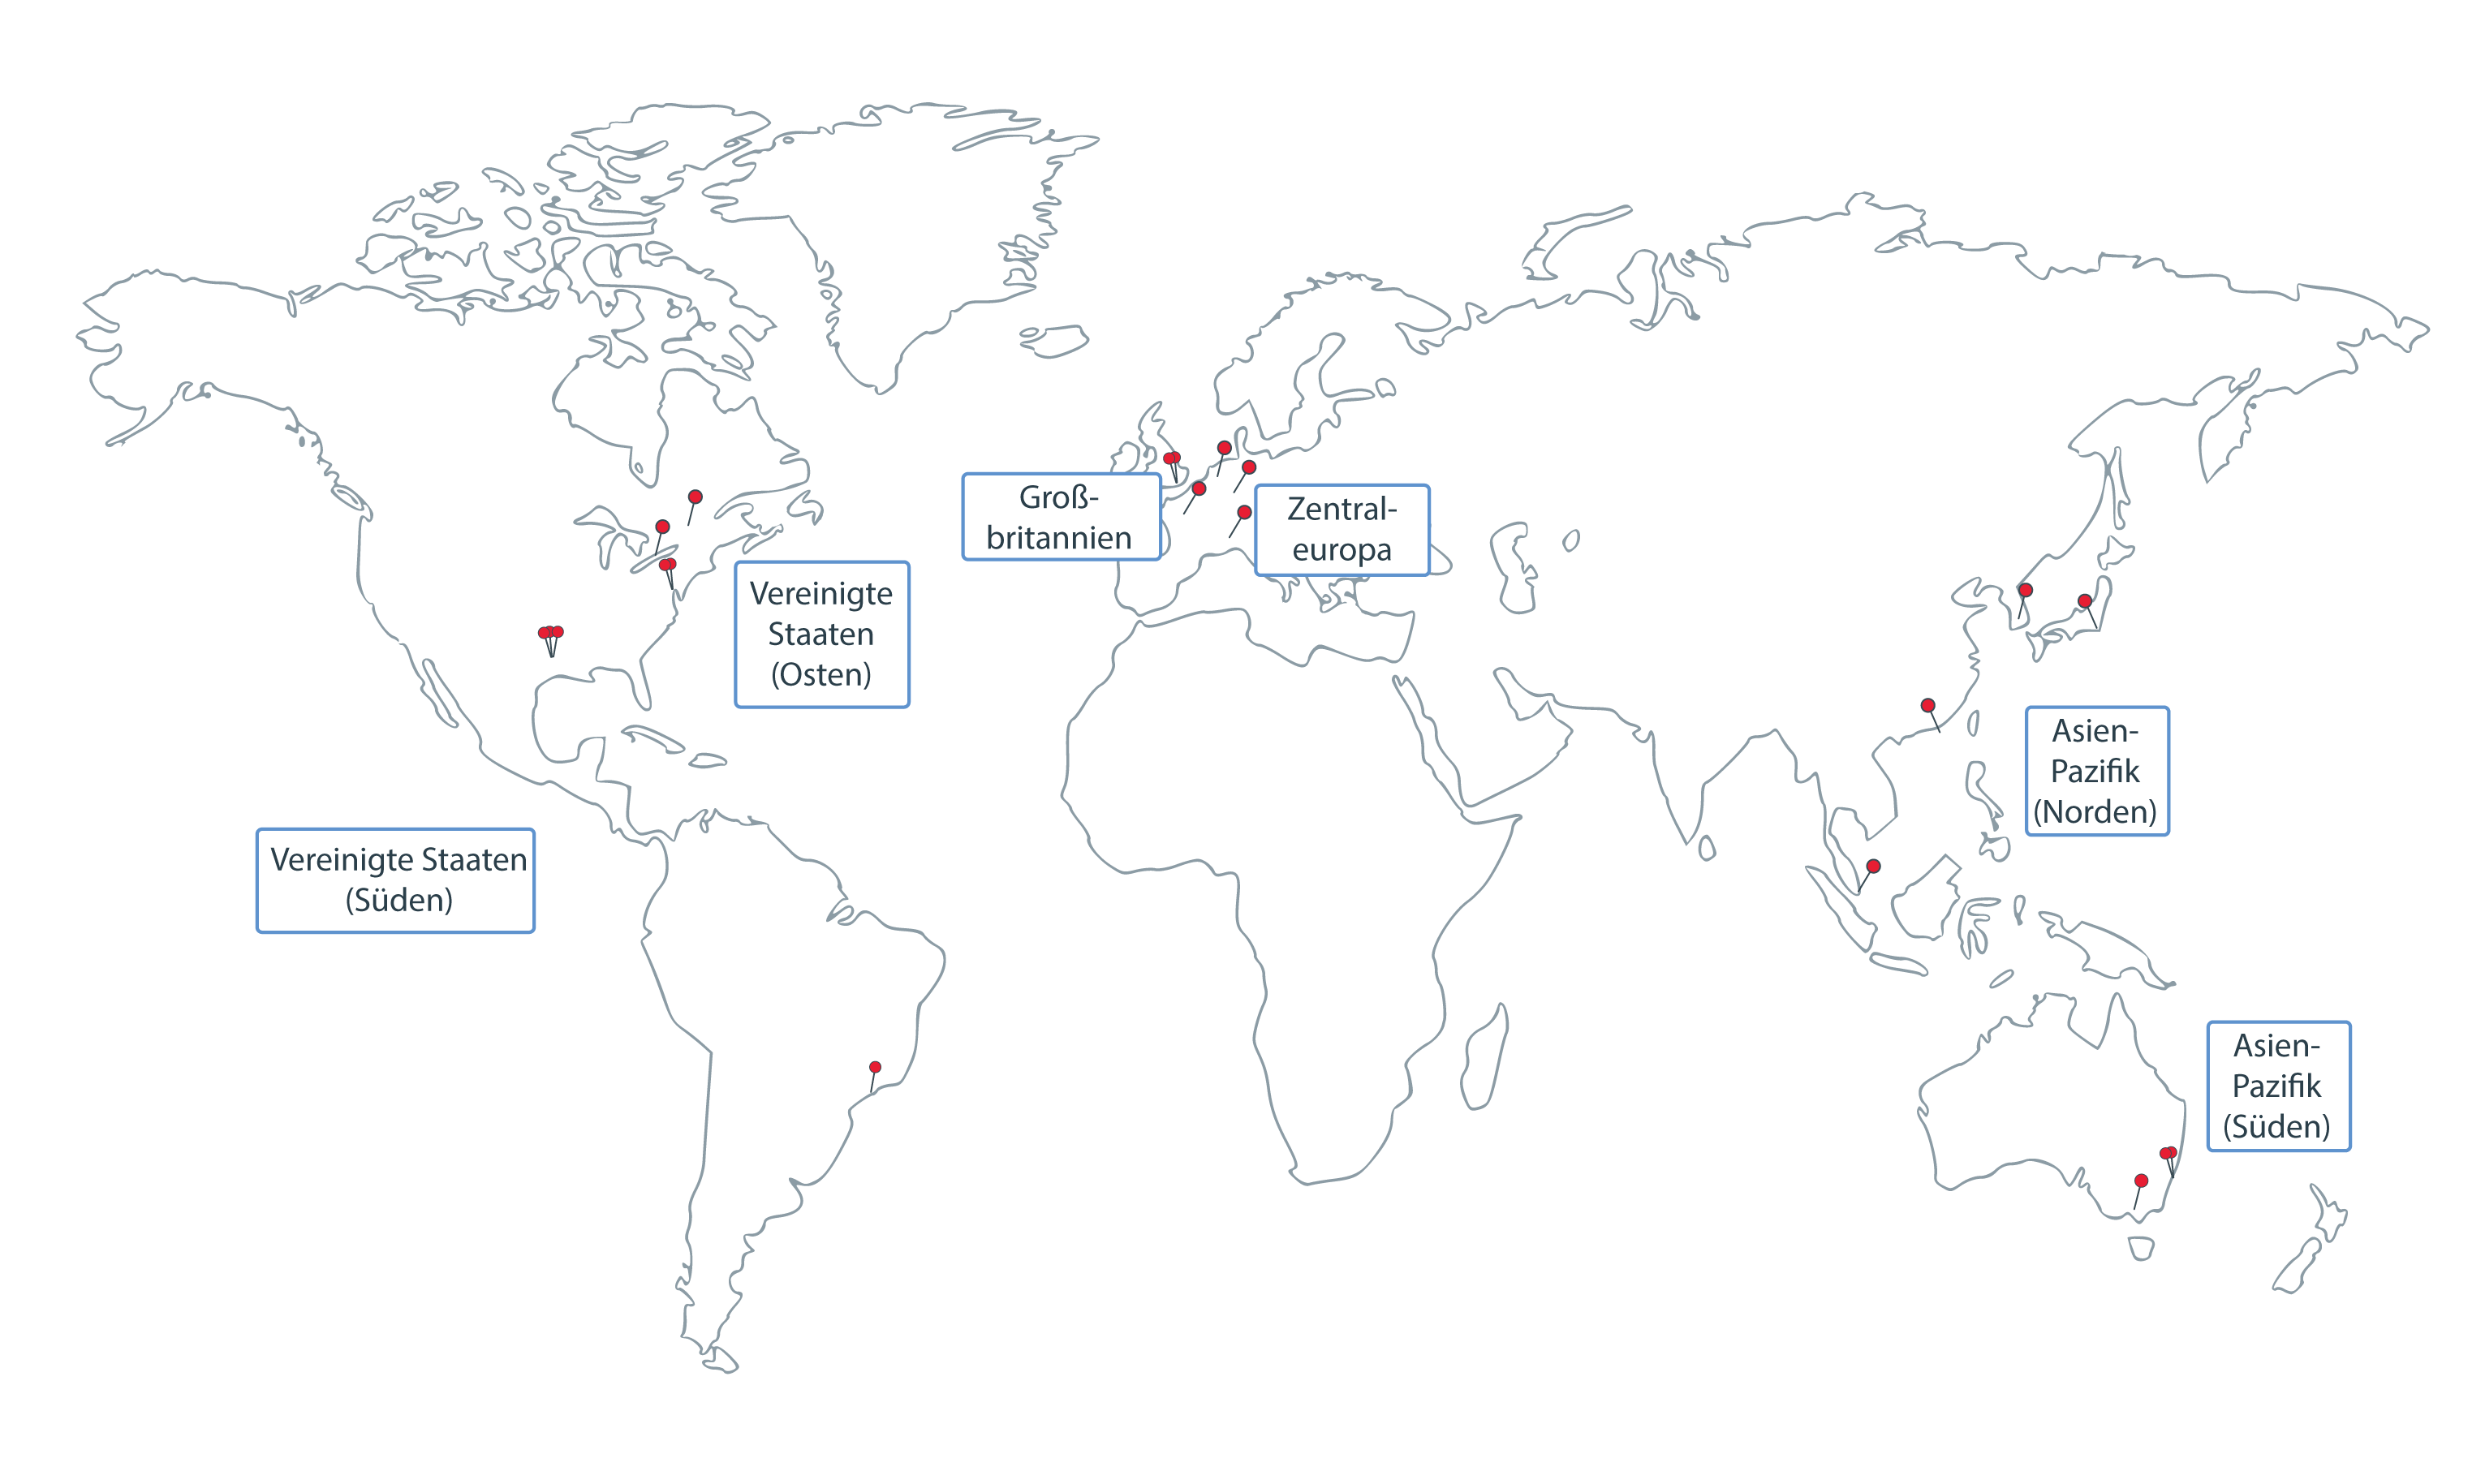 Groß-
britannien
Zentral-
europa
Vereinigte
Staaten
(Osten)
Asien-
Pazifik
(Norden)
Vereinigte Staaten
(Süden)
Asien-
Pazifik
(Süden)